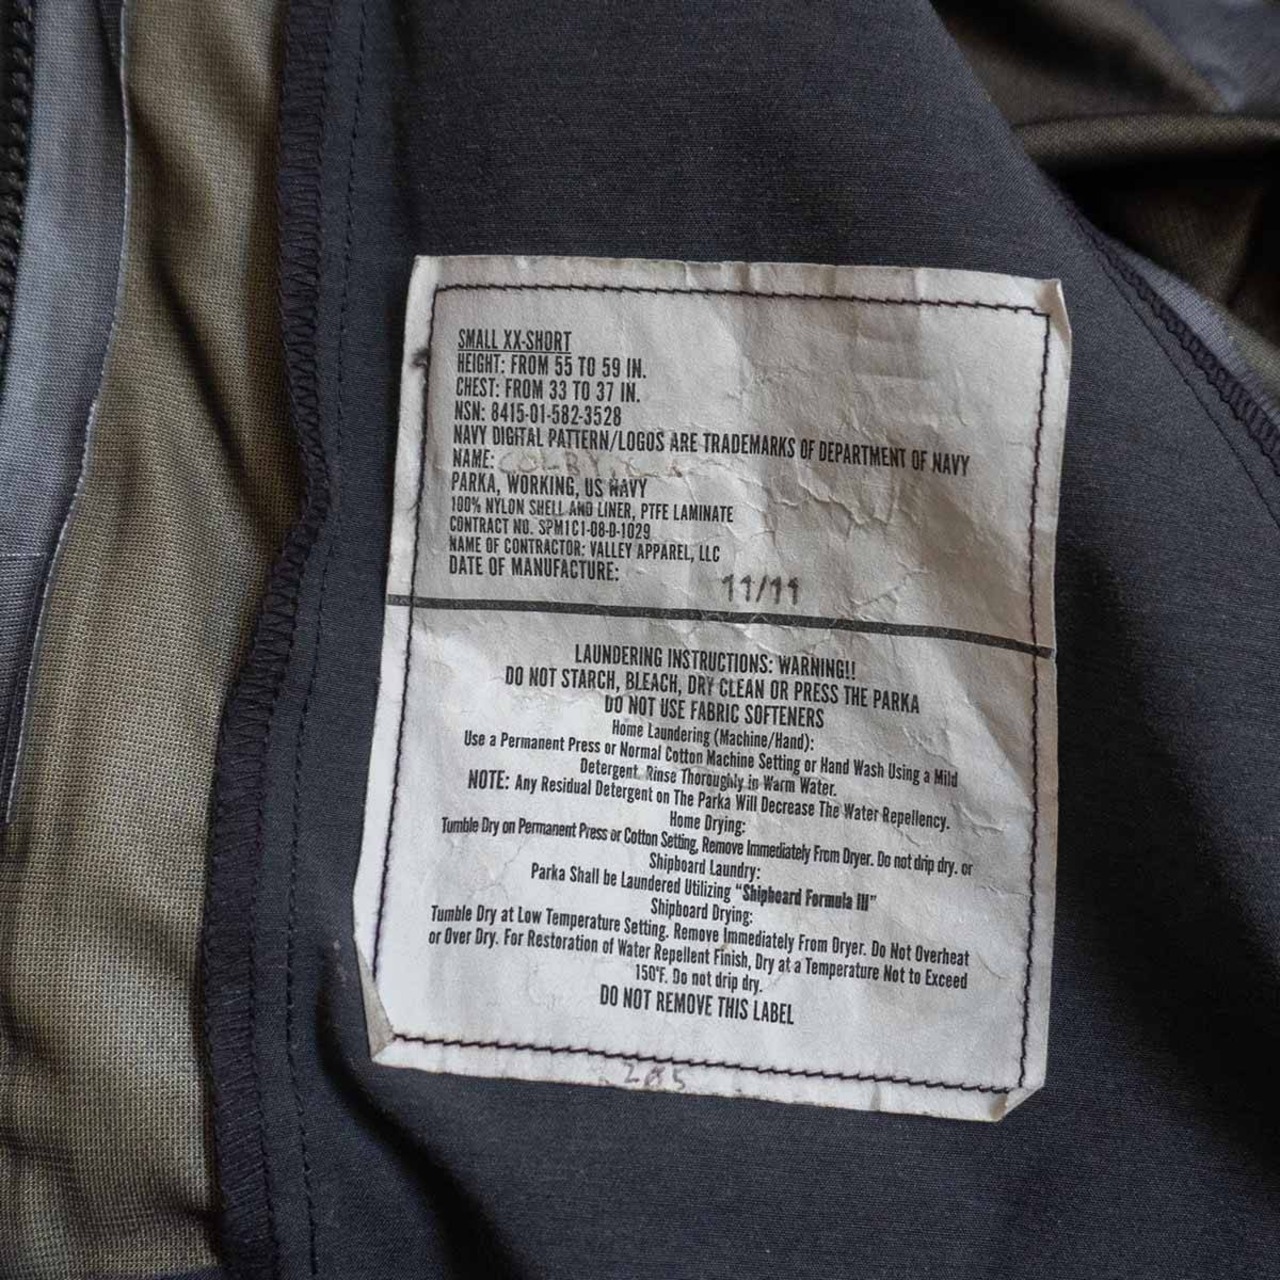 SMALL XX-SHORT
HEIGHT: FROM 55 TO 59 IN.
CHEST: FROM 33 TO 37 IN.
NSN: 8415-01-582-3528
NAVY DIGITAL PATTERN/LOGOS ARE TRADEMARKS OF DEPARTMENT OF NAVY
NAME: COLBY
PARKA, WORKING, US NAVY
100% NYLON SHELL AND LINER, PTFE LAMINATE
CONTRACT NO. SPM1C1-08-D-1029
NAME OF CONTRACTOR: VALLEY APPAREL, LLC
DATE OF MANUFACTURE: 11/11
LAUNDERING INSTRUCTIONS: WARNING!!
DO NOT STARCH, BLEACH, DRY CLEAN OR PRESS THE PARKA
DO NOT USE FABRIC SOFTENERS
Home Laundering (Machine/Hand):
Use a Permanent Press or Normal Cotton Machine Setting or Hand Wash Using a Mild
Detergent. Rinse Thoroughly in Warm Water.
NOTE: Any Residual Detergent on The Parka Will Decrease The Water Repellency.
Home Drying:
Tumble Dry on Permanent Press or Cotton Setting, Remove Immediately From Dryer. Do not drip dry. or
Shipboard Laundry:
Parka Shall be Laundered Utilizing "Shipboard Formula III"
Shipboard Drying:
Tumble Dry at Low Temperature Setting. Remove Immediately From Dryer. Do Not Overheat
or Over Dry. For Restoration of Water Repellent Finish, Dry at a Temperature Not to Exceed
150°F. Do not drip dry.
DO NOT REMOVE THIS LABEL